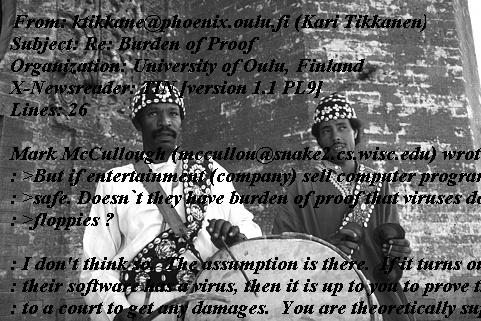 From: ktikkane@phoenix.oulu.fi (Kari Tikkanen)
Subject: Re: Burden of Proof
Organization: University of Oulu, Finland
X-Newsreader: TIN [version 1.1 PL9]
Lines: 26
Mark McCullough (mccullou@snake2.cs.wisc.edu) wrot
: >But if entertainment (company) sell computer program
: >safe. Doesn`t they have burden of proof that viruses do
: >floppies ?
: I don't think so. The assumption is there. If it turns ou
: their software has a virus, then it is up to you to prove t
: to a court to get any damages. You are theoretically sup